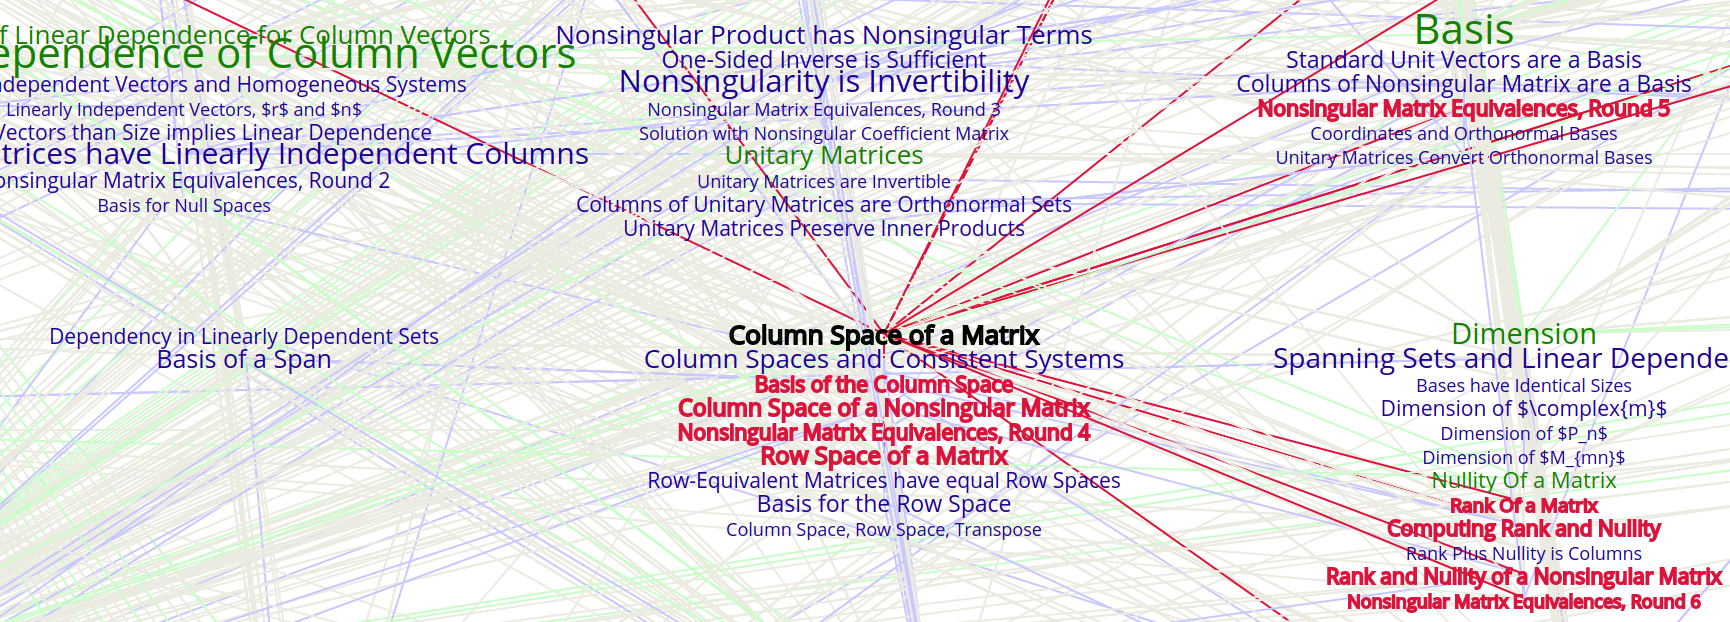 f Linear Dependence for Column Vectors
ependence of Column Vectors
ndependent Vectors and Homogeneous Systems
Linearly Independent Vectors, $r$ and $n$
Vectors than Size implies Linear Dependence
trices have Linearly Independent Columns
onsingular Matrix Equivalences, Round 2
Basis for Null Spaces
Nonsingular Product has Nonsingular Terms
One-Sided Inverse is Sufficient
Nonsingularity is Invertibility
Nonsingular Matrix Equivalences, Round 3
Solution with Nonsingular Coefficient Matrix
Unitary Matrices
Unitary Matrices are Invertible
Columns of Unitary Matrices are Orthonormal Sets
Unitary Matrices Preserve Inner Products
Basis
Standard Unit Vectors are a Basis
Columns of Nonsingular Matrix are a Basis
Nonsingular Matrix Equivalences, Round 5
Coordinates and Orthonormal Bases
Unitary Matrices Convert Orthonormal Bases
Dependency in Linearly Dependent Sets
Basis of a Span
Column Space of a Matrix
Column Spaces and Consistent Systems
Basis of the Column Space
Column Space of a Nonsingular Matrix
Nonsingular Matrix Equivalences, Round 4
Row Space of a Matrix
Row-Equivalent Matrices have equal Row Spaces
Basis for the Row Space
Column Space, Row Space, Transpose
Dimension
Spanning Sets and Linear Depende
Bases have Identical Sizes
Dimension of $\complex{m}$
Dimension of $P_n$
Dimension of $M_{mn}$
Nullity Of a Matrix
Rank Of a Matrix
Computing Rank and Nullity
Rank Plus Nullity is Columns
Rank and Nullity of a Nonsingular Matrix
Nonsingular Matrix Equivalences, Round 6